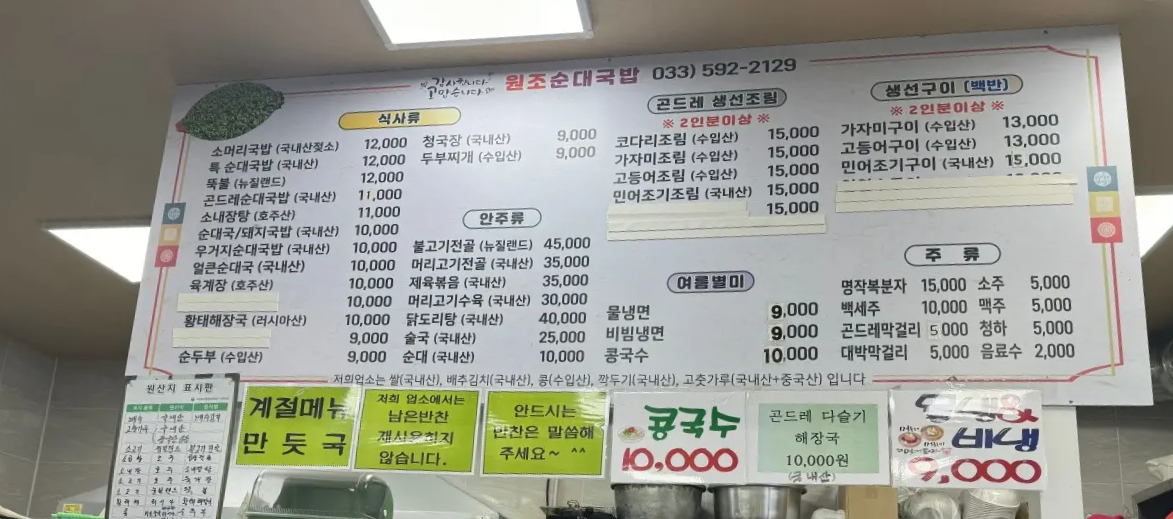 감사합니다
고맙습니다
원조순대국밥 033) 592-2129
식사류
소머리국밥 (국내산젖소) 12,000
특 순대국밥 (국내산) 12,000
뚝불 (뉴질랜드) 12,000
곤드레순대국밥 (국내산) 11,000
소내장탕 (호주산) 11,000
순대국/돼지국밥 (국내산) 10,000
우거지순대국밥 (국내산) 10,000
얼큰순대국 (국내산) 10,000
육계장 (호주산) 10,000
10,000
황태해장국 (러시아산) 10,000
9,000
순두부 (수입산) 9,000
청국장 (국내산) 9,000
두부찌개 (수입산) 9,000
안주류
불고기전골 (뉴질랜드) 45,000
머리고기전골 (국내산) 35,000
제육볶음 (국내산) 35,000
머리고기수육 (국내산) 30,000
닭도리탕 (국내산) 40,000
술국 (국내산) 25,000
순대 (국내산) 10,000
곤드레 생선조림
※ 2인분이상 ※
코다리조림 (수입산) 15,000
가자미조림 (수입산) 15,000
고등어조림 (수입산) 15,000
민어조기조림 (국내산) 15,000
15,000
여름별미
물냉면 9,000
비빔냉면 9,000
콩국수 10,000
생선구이 (백반)
※ 2인분이상 ※
가자미구이 (수입산) 13,000
고등어구이 (수입산) 13,000
민어조기구이 (국내산) 15,000
주 류
명작복분자 15,000
백세주 10,000
곤드레막걸리 5000
대박막걸리 5,000
소주 5,000
맥주 5,000
청하 5,000
음료수 2,000
저희업소는 쌀(국내산), 배추김치(국내산), 콩(수입산), 깍두기(국내산), 고춧가루(국내산+중국산) 입니다
원산지 표시판
계절메뉴
만듯국
저희 업소에서는
남은반찬
재사용하지
않습니다.
안드시는
반찬은 말씀해
주세요~ ^^
콩국수
10,000
곤드레 다슬기
해장국
10,000원
(국내산)
물냉&
비냉
9,000